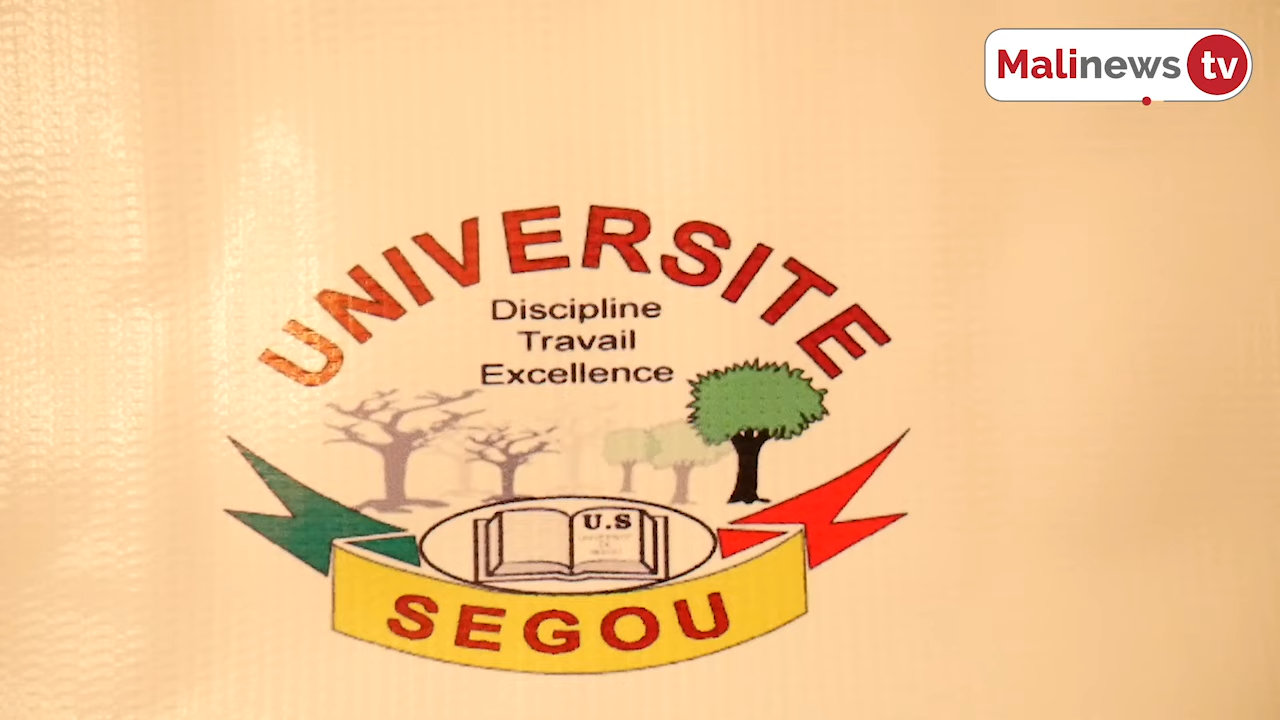 Malinews tv
UNIVERSITE
Discipline
Travail
Excellence
U.S
SEGOU